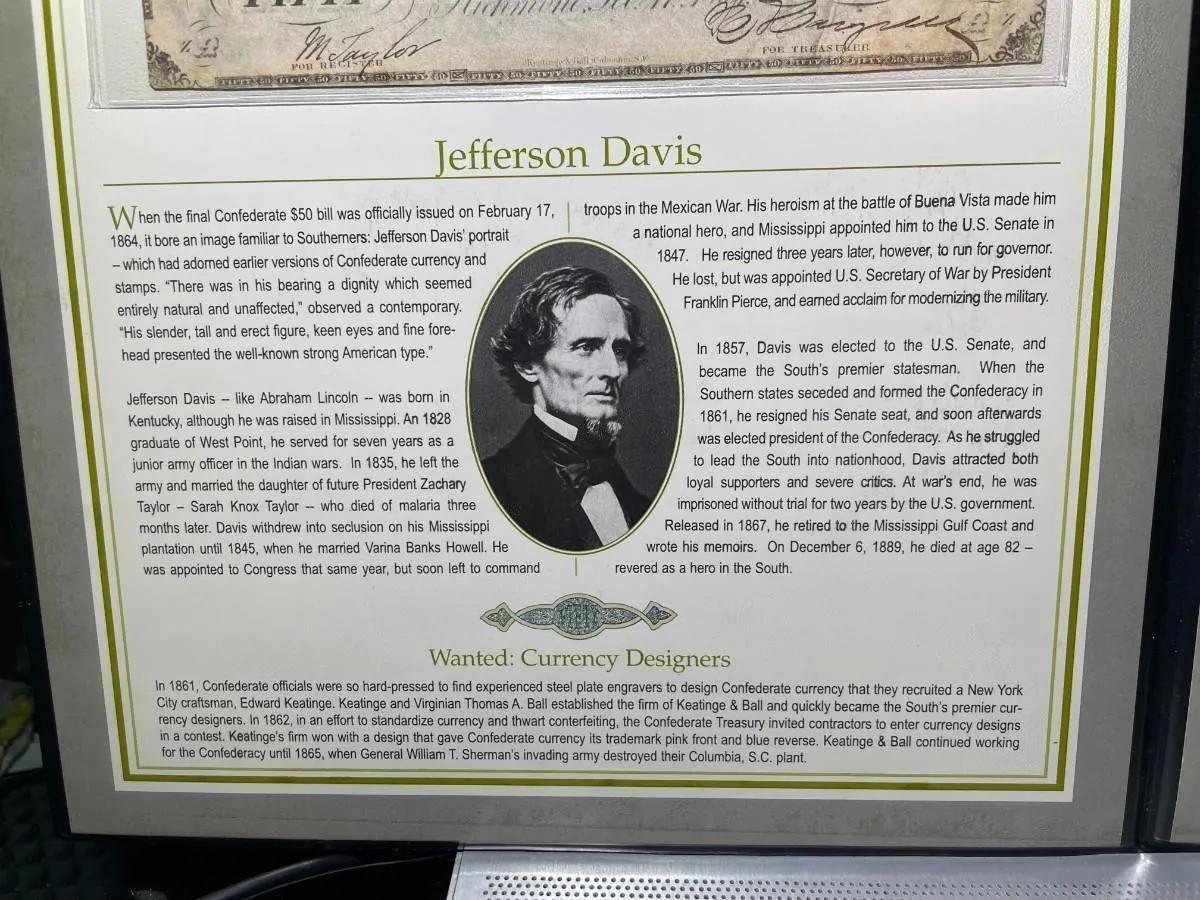 Richmond,
M Taylor
FOR REGISTER
Keatinge & Ball, Columbia, S.C.
FOR TREASURER
FIFTY 50 FIFTY 50 FIFTY 50 FIFTY 50 FIFTY
Jefferson Davis
When the final Confederate $50 bill was officially issued on February 17,
1864, it bore an image familiar to Southerners: Jefferson Davis' portrait
– which had adorned earlier versions of Confederate currency and
stamps. “There was in his bearing a dignity which seemed
entirely natural and unaffected,” observed a contemporary.
“His slender, tall and erect figure, keen eyes and fine fore-
head presented the well-known strong American type.”
Jefferson Davis – like Abraham Lincoln -- was born in
Kentucky, although he was raised in Mississippi. An 1828
graduate of West Point, he served for seven years as a
junior army officer in the Indian wars. In 1835, he left the
army and married the daughter of future President Zachary
Taylor – Sarah Knox Taylor -- who died of malaria three
months later. Davis withdrew into seclusion on his Mississippi
plantation until 1845, when he married Varina Banks Howell. He
was appointed to Congress that same year, but soon left to command
troops in the Mexican War. His heroism at the battle of Buena Vista made him
a national hero, and Mississippi appointed him to the U.S. Senate in
1847. He resigned three years later, however, to run for governor.
He lost, but was appointed U.S. Secretary of War by President
Franklin Pierce, and earned acclaim for modernizing the military.
In 1857, Davis was elected to the U.S. Senate, and
became the South's premier statesman. When the
Southern states seceded and formed the Confederacy in
1861, he resigned his Senate seat, and soon afterwards
was elected president of the Confederacy. As he struggled
to lead the South into nationhood, Davis attracted both
loyal supporters and severe critics. At war's end, he was
imprisoned without trial for two years by the U.S. government.
Released in 1867, he retired to the Mississippi Gulf Coast and
wrote his memoirs. On December 6, 1889, he died at age 82 –
revered as a hero in the South.
FIFTY
Wanted: Currency Designers
In 1861, Confederate officials were so hard-pressed to find experienced steel plate engravers to design Confederate currency that they recruited a New York
City craftsman, Edward Keatinge. Keatinge and Virginian Thomas A. Ball established the firm of Keatinge & Ball and quickly became the South's premier cur-
rency designers. In 1862, in an effort to standardize currency and thwart conterfeiting, the Confederate Treasury invited contractors to enter currency designs
in a contest. Keatinge's firm won with a design that gave Confederate currency its trademark pink front and blue reverse. Keatinge & Ball continued working
for the Confederacy until 1865, when General William T. Sherman's invading army destroyed their Columbia, S.C. plant.